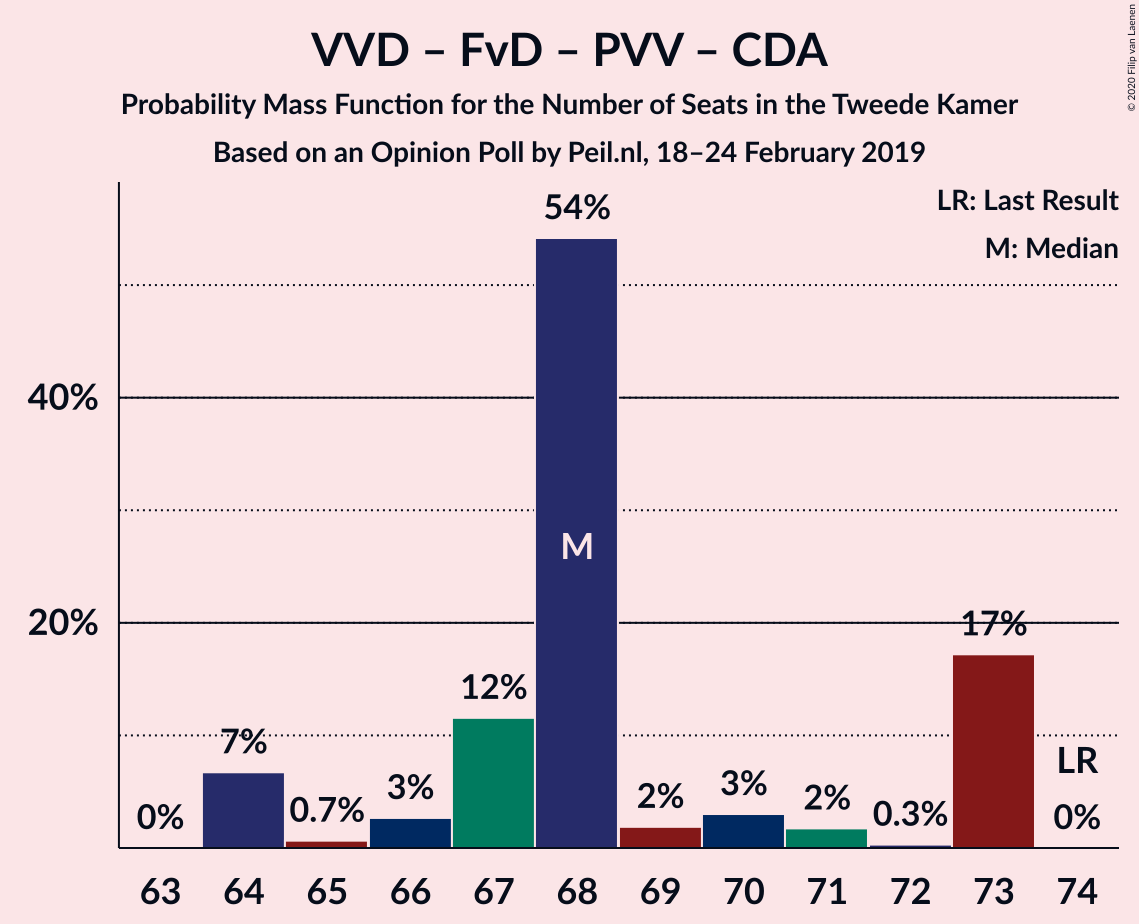 © 2020 Filip van Laenen
VVD – FvD – PVV – CDA
Probability Mass Function for the Number of Seats in the Tweede Kamer
Based on an Opinion Poll by Peil.nl, 18–24 February 2019
LR: Last Result
M: Median
40%
20%
0%
7%
0.7%
3%
12%
54%
M
2%
3%
2%
0.3%
17%
LR
0%
63 64 65 66 67 68 69 70 71 72 73 74